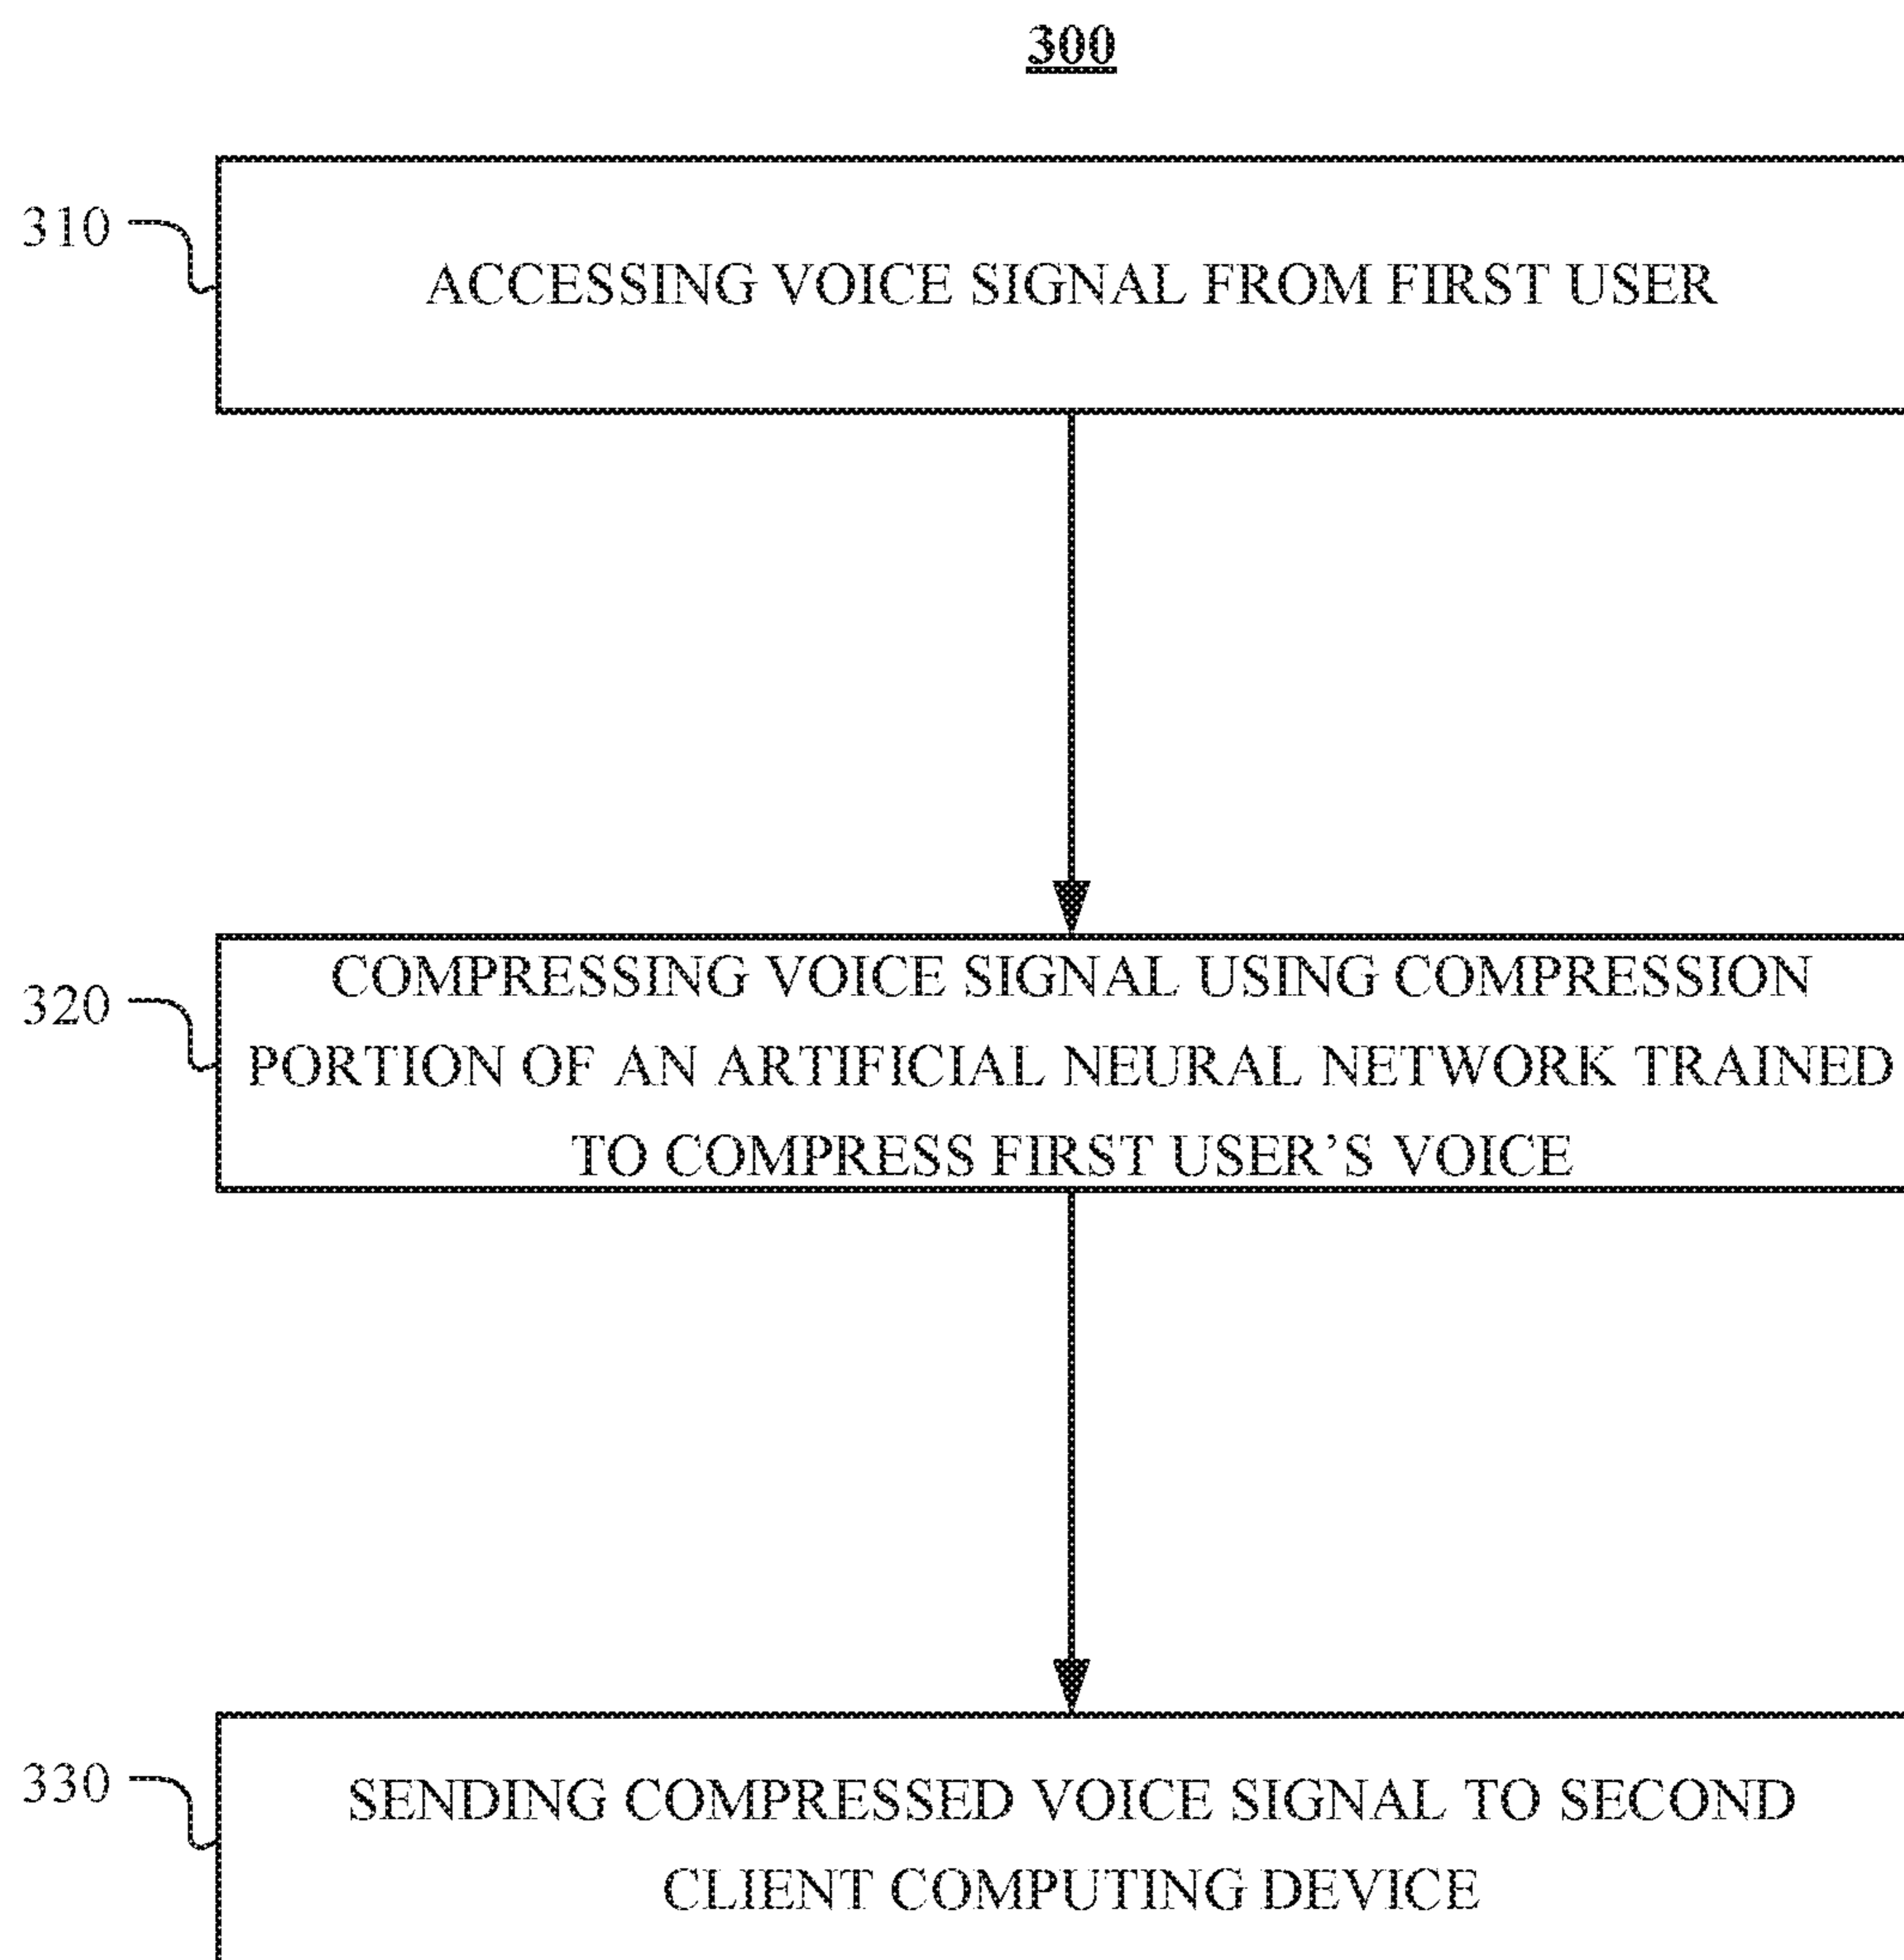 300
310
ACCESSING VOICE SIGNAL FROM FIRST USER
320
COMPRESSING VOICE SIGNAL USING COMPRESSION
PORTION OF AN ARTIFICIAL NEURAL NETWORK TRAINED
TO COMPRESS FIRST USER’S VOICE
330
SENDING COMPRESSED VOICE SIGNAL TO SECOND
CLIENT COMPUTING DEVICE